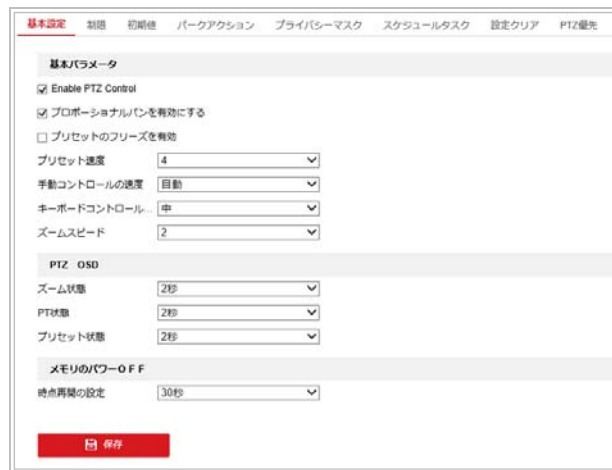 基本設定 制限 初期値 パークアクション プライバシーマスク スケジュールタスク 設定クリア PTZ優先
基本パラメータ
Enable PTZ Control
プロポーショナルパンを有効にする
プリセットのフリーズを有効
プリセット速度 4
手動コントロールの速度 自動
キーボードコントロール... 中
ズームスピード 2
PTZ OSD
ズーム状態 2秒
PT状態 2秒
プリセット状態 2秒
メモリのパワーOFF
時点再開の設定 30秒
保存